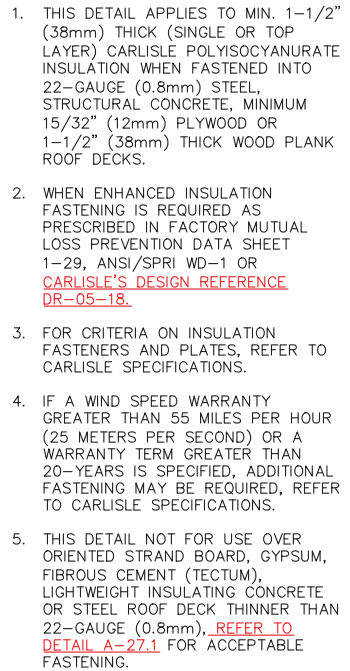 1. THIS DETAIL APPLIES TO MIN. 1-1/2"
(38mm) THICK (SINGLE OR TOP
LAYER) CARLISLE POLYISOCYANURATE
INSULATION WHEN FASTENED INTO
22-GAUGE (0.8mm) STEEL,
STRUCTURAL CONCRETE, MINIMUM
15/32" (12mm) PLYWOOD OR
1-1/2" (38mm) THICK WOOD PLANK
ROOF DECKS.
2. WHEN ENHANCED INSULATION
FASTENING IS REQUIRED AS
PRESCRIBED IN FACTORY MUTUAL
LOSS PREVENTION DATA SHEET
1-29, ANSI/SPRI WD-1 OR
CARLISLE'S DESIGN REFERENCE
DR-05-18.
3. FOR CRITERIA ON INSULATION
FASTENERS AND PLATES, REFER TO
CARLISLE SPECIFICATIONS.
4. IF A WIND SPEED WARRANTY
GREATER THAN 55 MILES PER HOUR
(25 METERS PER SECOND) OR A
WARRANTY TERM GREATER THAN
20-YEARS IS SPECIFIED, ADDITIONAL
FASTENING MAY BE REQUIRED, REFER
TO CARLISLE SPECIFICATIONS.
5. THIS DETAIL NOT FOR USE OVER
ORIENTED STRAND BOARD, GYPSUM,
FIBROUS CEMENT (TECTUM),
LIGHTWEIGHT INSULATING CONCRETE
OR STEEL ROOF DECK THINNER THAN
22-GAUGE (0.8mm), REFER TO
DETAIL A-27.1 FOR ACCEPTABLE
FASTENING.